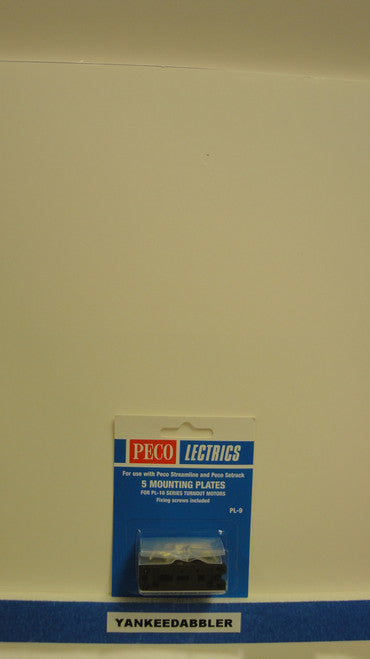 PECO LECTRICS
For use with Peco Streamline and Peco Setrack
5 MOUNTING PLATES
FOR PL-10 SERIES TURNOUT MOTORS
Fixing screws included
PL-9
YANKEEDABBLER